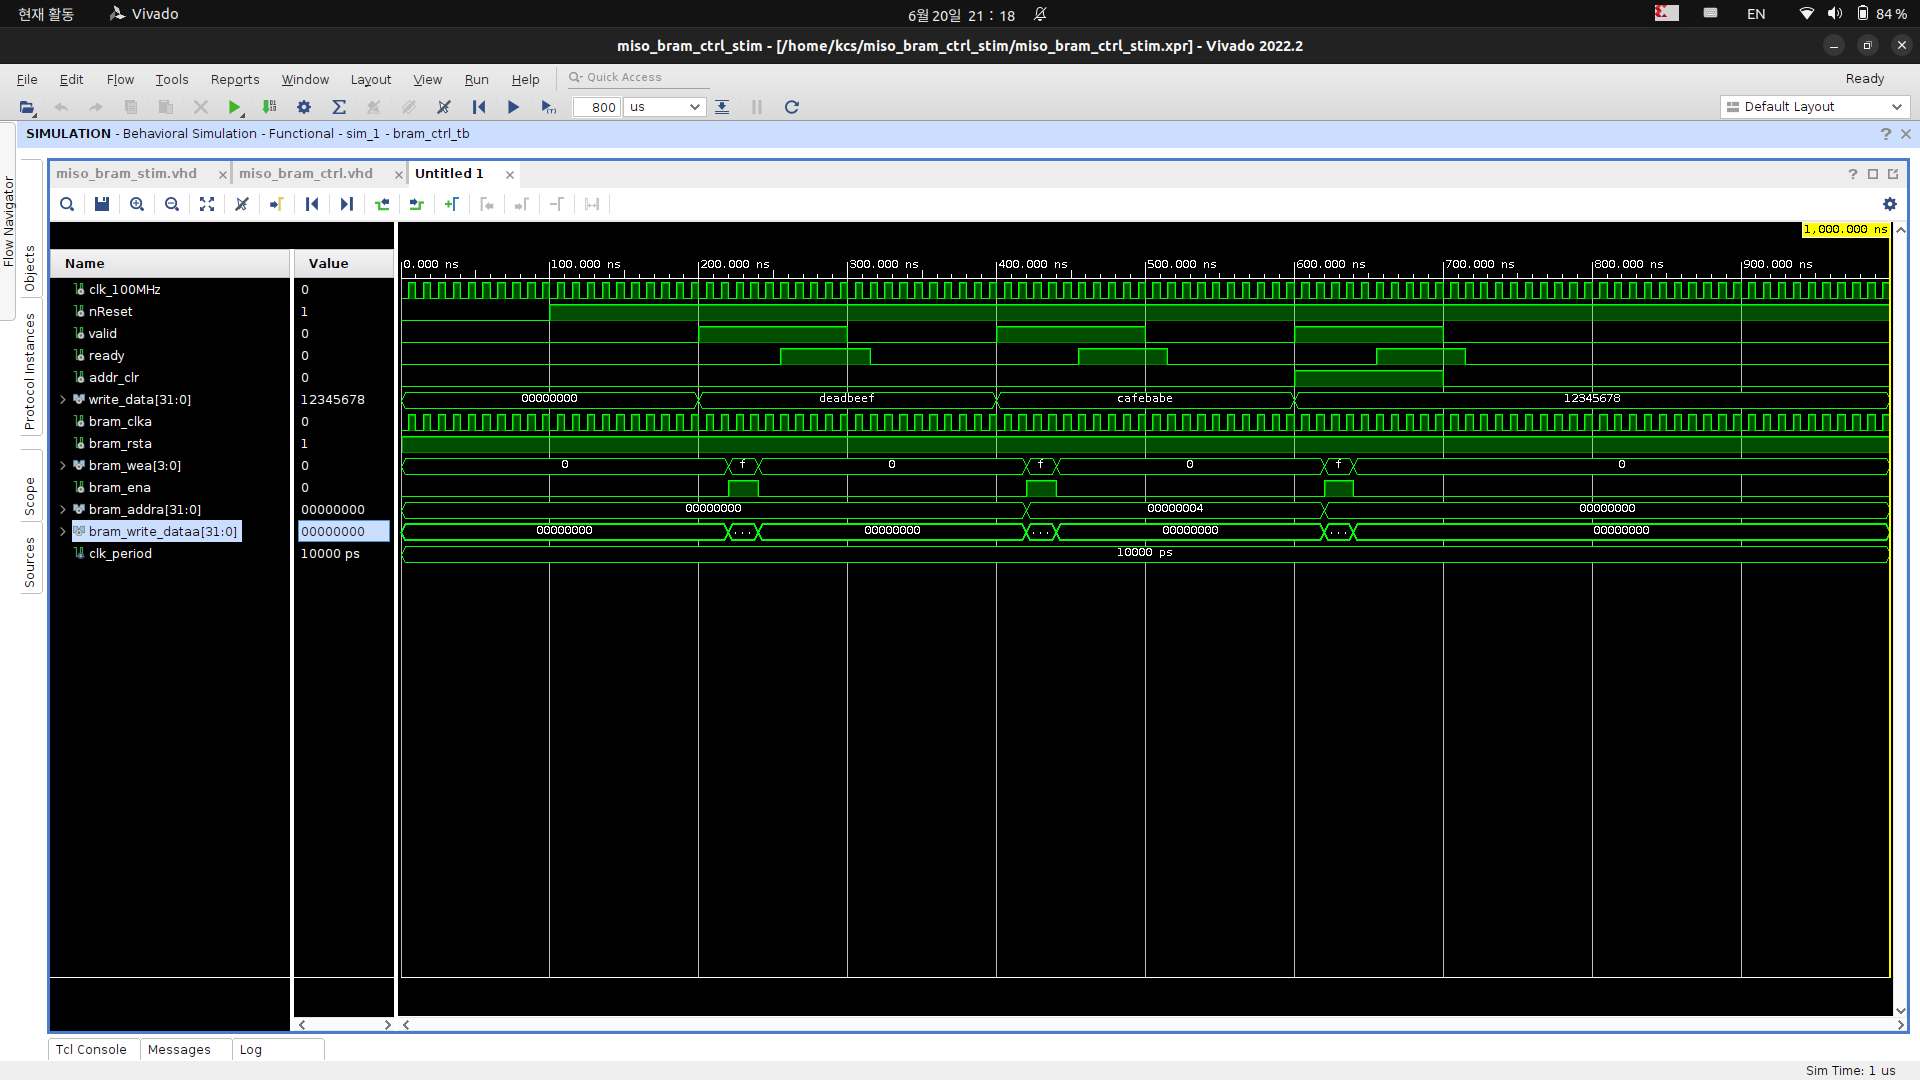 현재 활동 Vivado 6월 20일 21 : 18 EN 84 %
miso_bram_ctrl_stim - [/home/kcs/miso_bram_ctrl_stim/miso_bram_ctrl_stim.xpr] - Vivado 2022.2
File Edit Flow Tools Reports Window Layout View Run Help Quick Access Ready
800 us Default Layout
SIMULATION - Behavioral Simulation - Functional - sim_1 - bram_ctrl_tb
Flow Navigator
Objects
Protocol Instances
Scope
Sources
miso_bram_stim.vhd miso_bram_ctrl.vhd Untitled 1
1,000.000 ns
Name Value 0.000 ns 100.000 ns 200.000 ns 300.000 ns 400.000 ns 500.000 ns 600.000 ns 700.000 ns 800.000 ns 900.000 ns
clk_100MHz 0
nReset 1
valid 0
ready 0
addr_clr 0
write_data[31:0] 12345678 00000000 deadbeef cafebabe 12345678
bram_clka 0
bram_rsta 1
bram_wea[3:0] 0 0 f 0 f 0 f 0
bram_ena 0
bram_addra[31:0] 00000000 00000000 00000004 00000000
bram_write_dataa[31:0] 00000000 00000000 ... 00000000 ... 00000000 ... 00000000
clk_period 10000 ps 10000 ps
Tcl Console Messages Log
Sim Time: 1 us